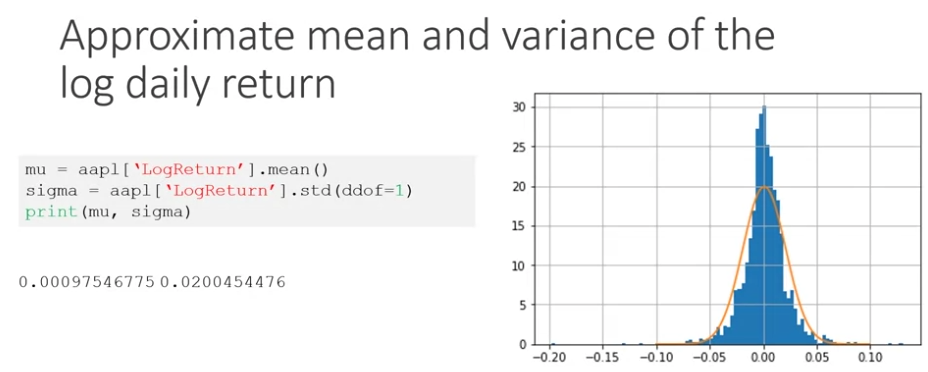 Approximate mean and variance of the
log daily return
mu = aapl[‘LogReturn’].mean()
sigma = aapl[‘LogReturn’].std(ddof=1)
print(mu, sigma)
0.00097546775 0.0200454476
30
25
20
15
10
5
0
−0.20 −0.15 −0.10 −0.05 0.00 0.05 0.10